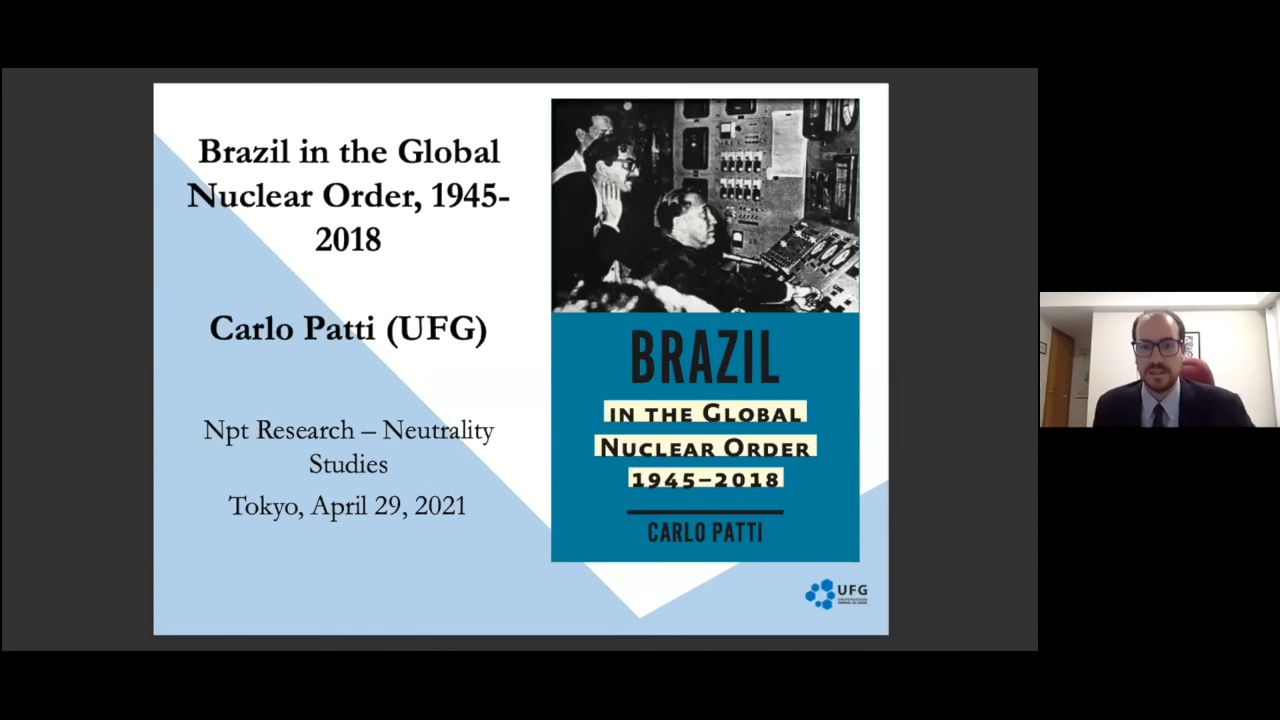 Brazil in the Global
Nuclear Order, 1945-
2018
Carlo Patti (UFG)
Npt Research – Neutrality
Studies
Tokyo, April 29, 2021
BRAZIL
IN THE GLOBAL
NUCLEAR ORDER
1945–2018
CARLO PATTI
UFG